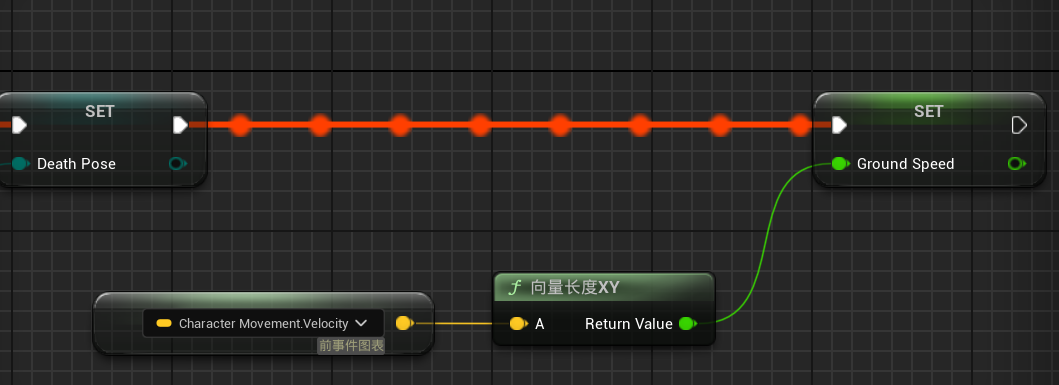 SET
SET
Death Pose
Ground Speed
向量长度XY
Character Movement.Velocity
A
Return Value
前事件图表